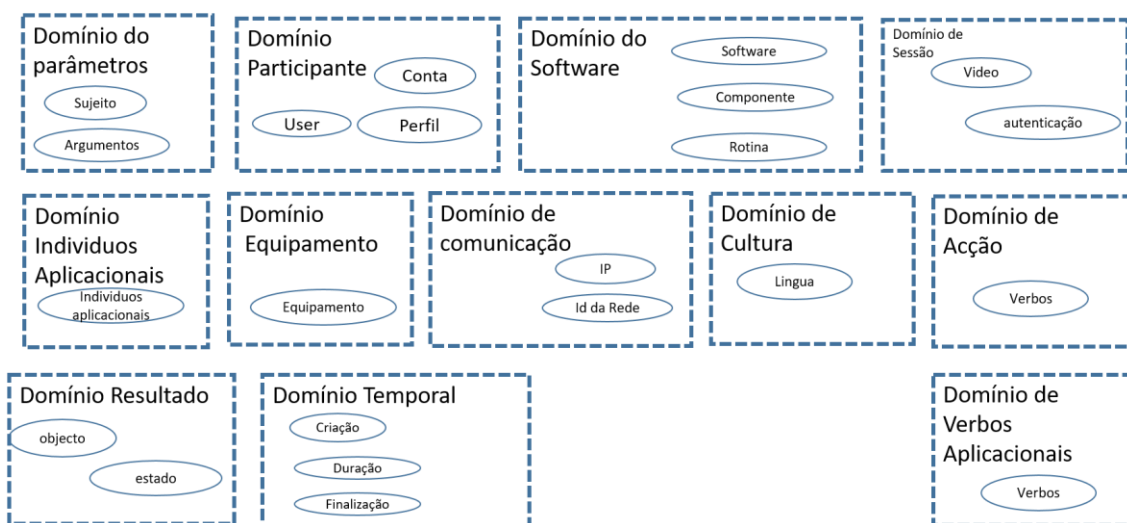 Domínio do
parâmetros
Sujeito
Argumentos
Domínio
Participante
Conta
User
Perfil
Domínio do
Software
Software
Componente
Rotina
Domínio de
Sessão
Video
autenticação
Domínio
Individuos
Aplicacionais
Individuos
aplicacionais
Domínio
Equipamento
Equipamento
Domínio de
comunicação
IP
Id da Rede
Domínio de
Cultura
Lingua
Domínio de
Acção
Verbos
Domínio Resultado
objecto
estado
Domínio Temporal
Criação
Duração
Finalização
Domínio de
Verbos
Aplicacionais
Verbos